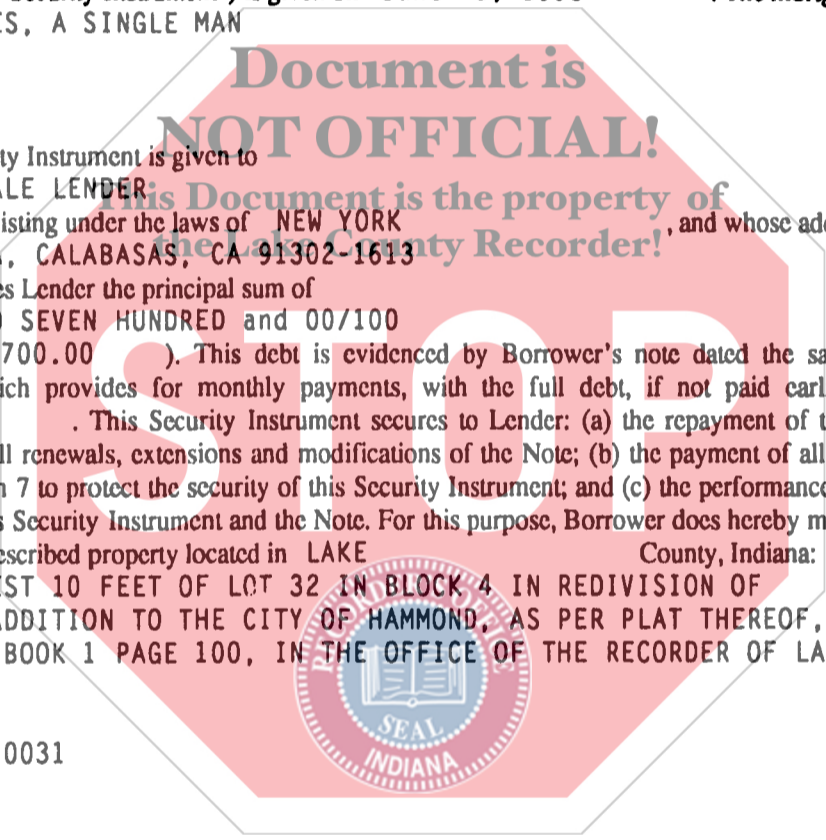 ES, A SINGLE MAN
Document is
NOT OFFICIAL!
ty Instrument is given to
ALE LENDER
This Document is the property of
isting under the laws of NEW YORK , and whose add
the Lake County Recorder!
A, CALABASAS, CA 91302-1613
es Lender the principal sum of
SEVEN HUNDRED and 00/100
700.00 ). This debt is evidenced by Borrower's note dated the sa
ich provides for monthly payments, with the full debt, if not paid earl
. This Security Instrument secures to Lender: (a) the repayment of t
ll renewals, extensions and modifications of the Note; (b) the payment of all
STOP
n 7 to protect the security of this Security Instrument; and (c) the performance
s Security Instrument and the Note. For this purpose, Borrower does hereby m
escribed property located in LAKE County, Indiana:
ST 10 FEET OF LOT 32 IN BLOCK 4 IN REDIVISION OF
ADDITION TO THE CITY OF HAMMOND, AS PER PLAT THEREOF,
BOOK 1 PAGE 100, IN THE OFFICE OF THE RECORDER OF LA
RECORDER'S OFFICE
SEAL
INDIANA
0031